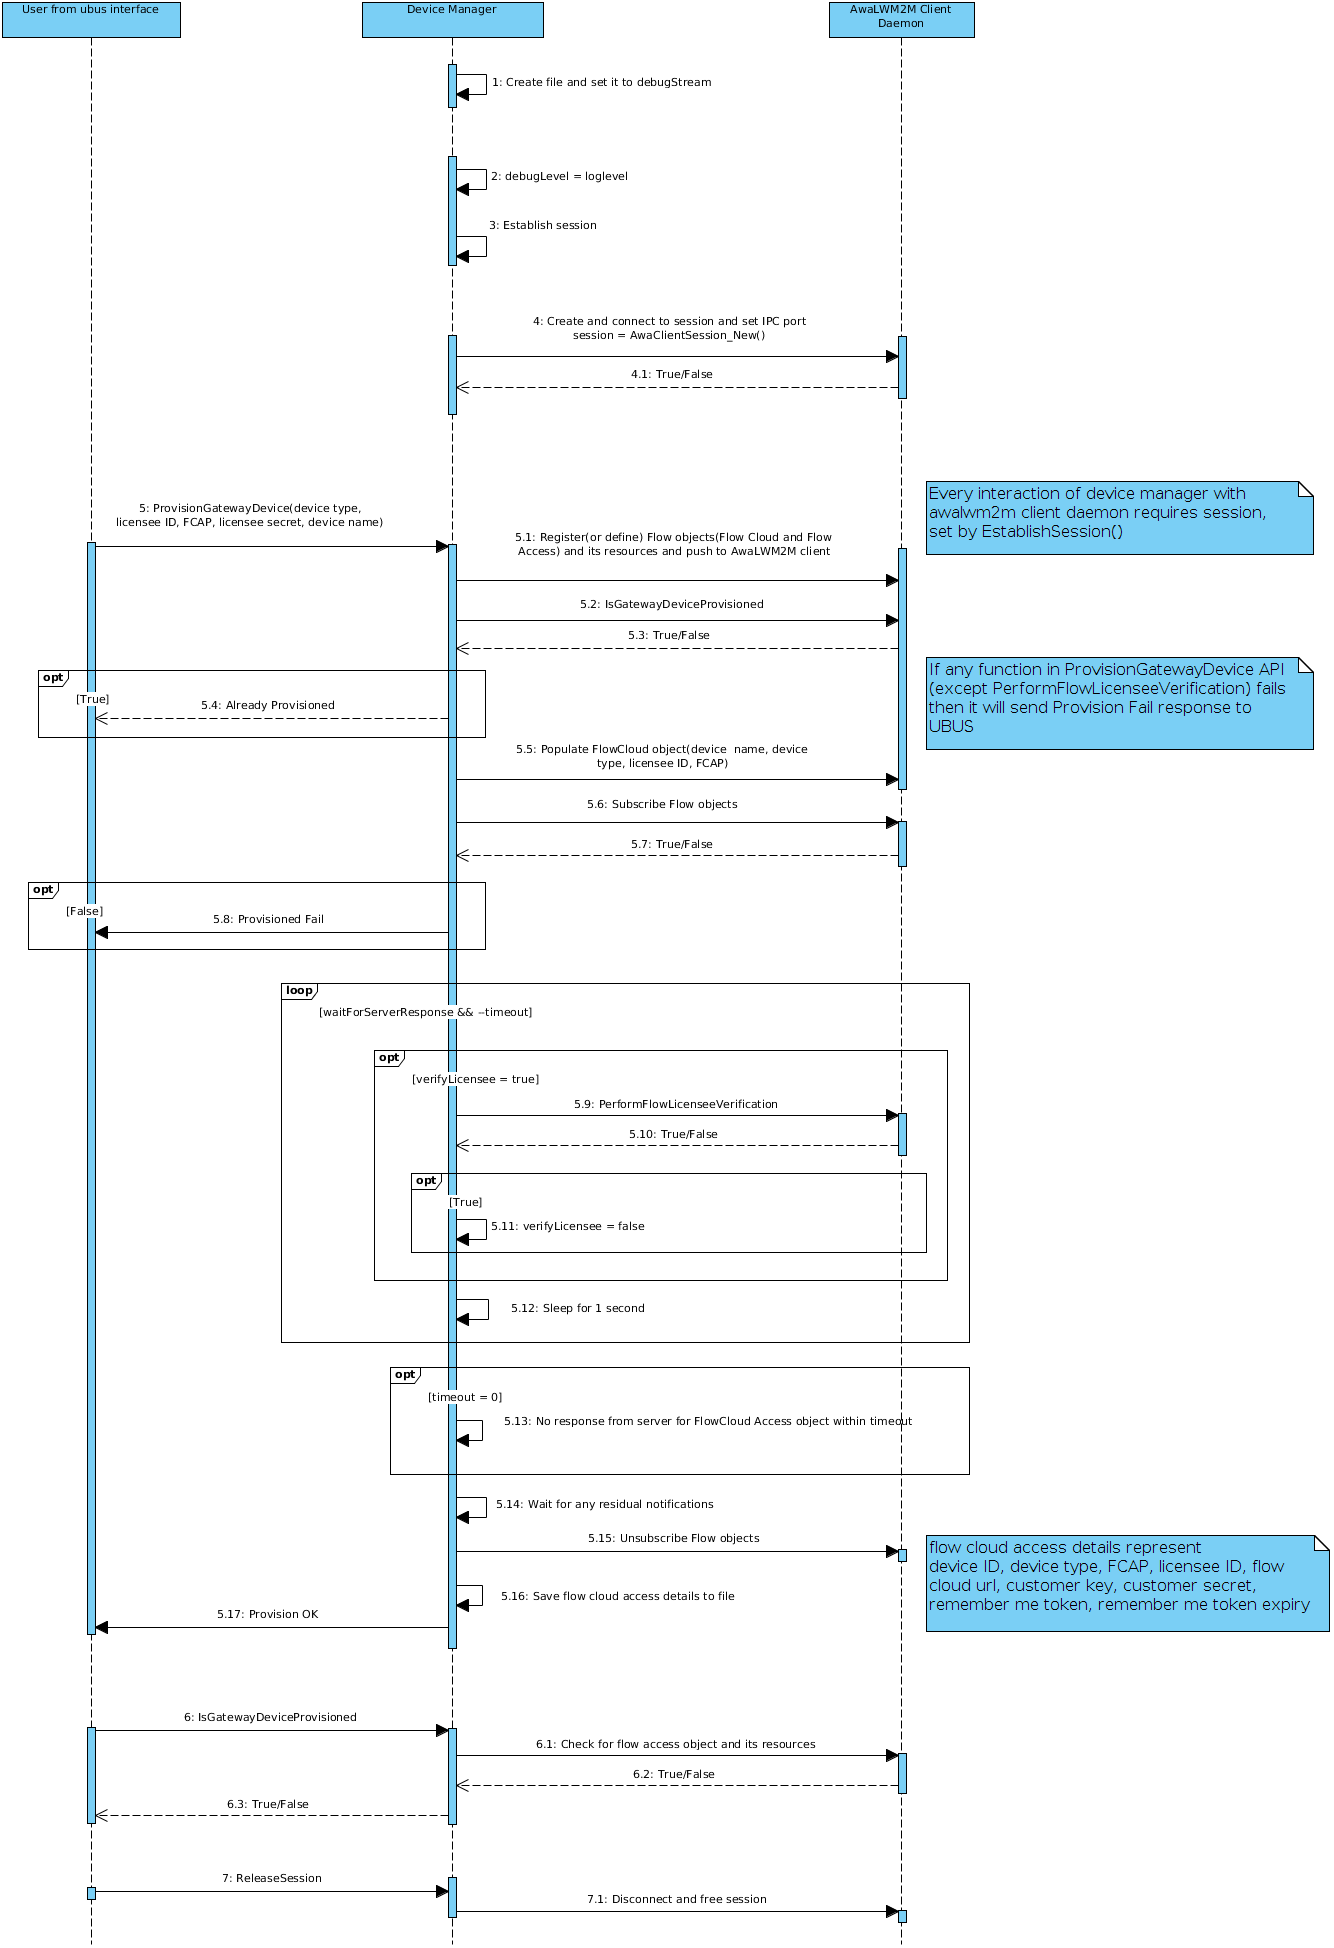 User from ubus interface
Device Manager
AwaLWM2M Client
Daemon
1: Create file and set it to debugStream
2: debugLevel = loglevel
3: Establish session
4: Create and connect to session and set IPC port
session = AwaClientSession_New()
4.1: True/False
Every interaction of device manager with
awalwm2m client daemon requires session,
set by EstablishSession()
5: ProvisionGatewayDevice(device type,
licensee ID, FCAP, licensee secret, device name)
5.1: Register(or define) Flow objects(Flow Cloud and Flow
Access) and its resources and push to AwaLWM2M client
5.2: IsGatewayDeviceProvisioned
5.3: True/False
If any function in ProvisionGatewayDevice API
(except PerformFlowLicenseeVerification) fails
then it will send Provision Fail response to
UBUS
opt
[True]
5.4: Already Provisioned
5.5: Populate FlowCloud object(device  name, device
type, licensee ID, FCAP)
5.6: Subscribe Flow objects
5.7: True/False
opt
[False]
5.8: Provisioned Fail
loop
[waitForServerResponse && --timeout]
opt
[verifyLicensee = true]
5.9: PerformFlowLicenseeVerification
5.10: True/False
opt
[True]
5.11: verifyLicensee = false
5.12: Sleep for 1 second
opt
[timeout = 0]
5.13: No response from server for FlowCloud Access object within timeout
5.14: Wait for any residual notifications
5.15: Unsubscribe Flow objects
flow cloud access details represent
device ID, device type, FCAP, licensee ID, flow
cloud url, customer key, customer secret,
remember me token, remember me token expiry
5.16: Save flow cloud access details to file
5.17: Provision OK
6: IsGatewayDeviceProvisioned
6.1: Check for flow access object and its resources
6.2: True/False
6.3: True/False
7: ReleaseSession
7.1: Disconnect and free session